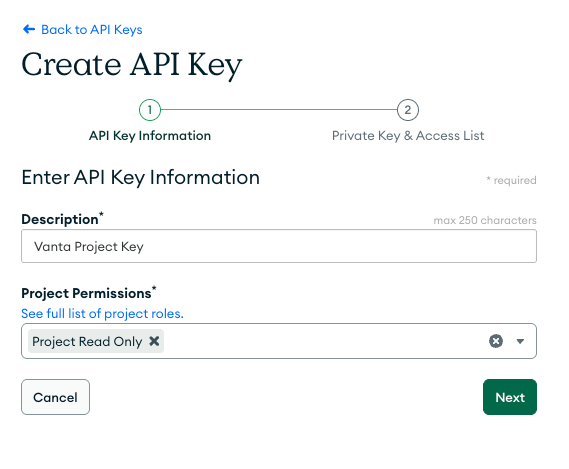 Back to API Keys
Create API Key
1
2
API Key Information
Private Key & Access List
Enter API Key Information
* required
Description*
max 250 characters
Vanta Project Key
Project Permissions*
See full list of project roles.
Project Read Only
Cancel
Next